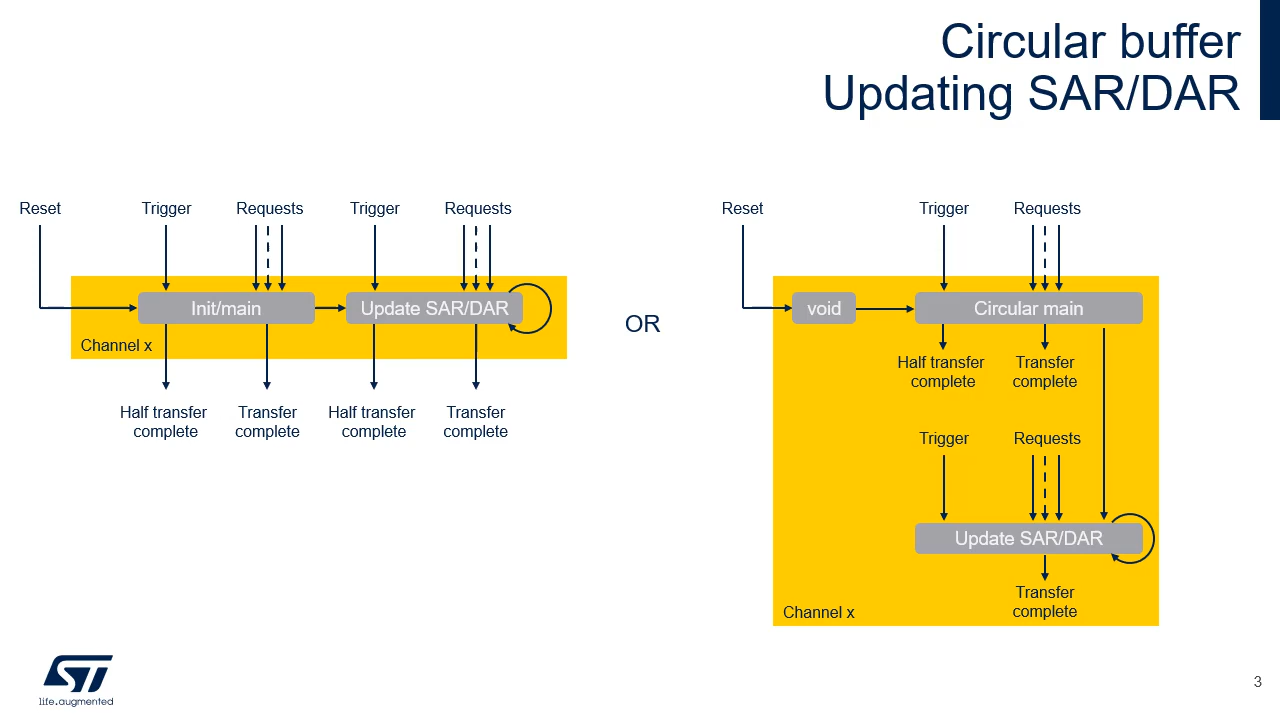 Circular buffer
Updating SAR/DAR
Reset
Trigger
Requests
Trigger
Requests
Init/main
Update SAR/DAR
Channel x
Half transfer
complete
Transfer
complete
Half transfer
complete
Transfer
complete
OR
Reset
Trigger
Requests
void
Circular main
Half transfer
complete
Transfer
complete
Trigger
Requests
Update SAR/DAR
Transfer
complete
Channel x
ST
life.augmented
3